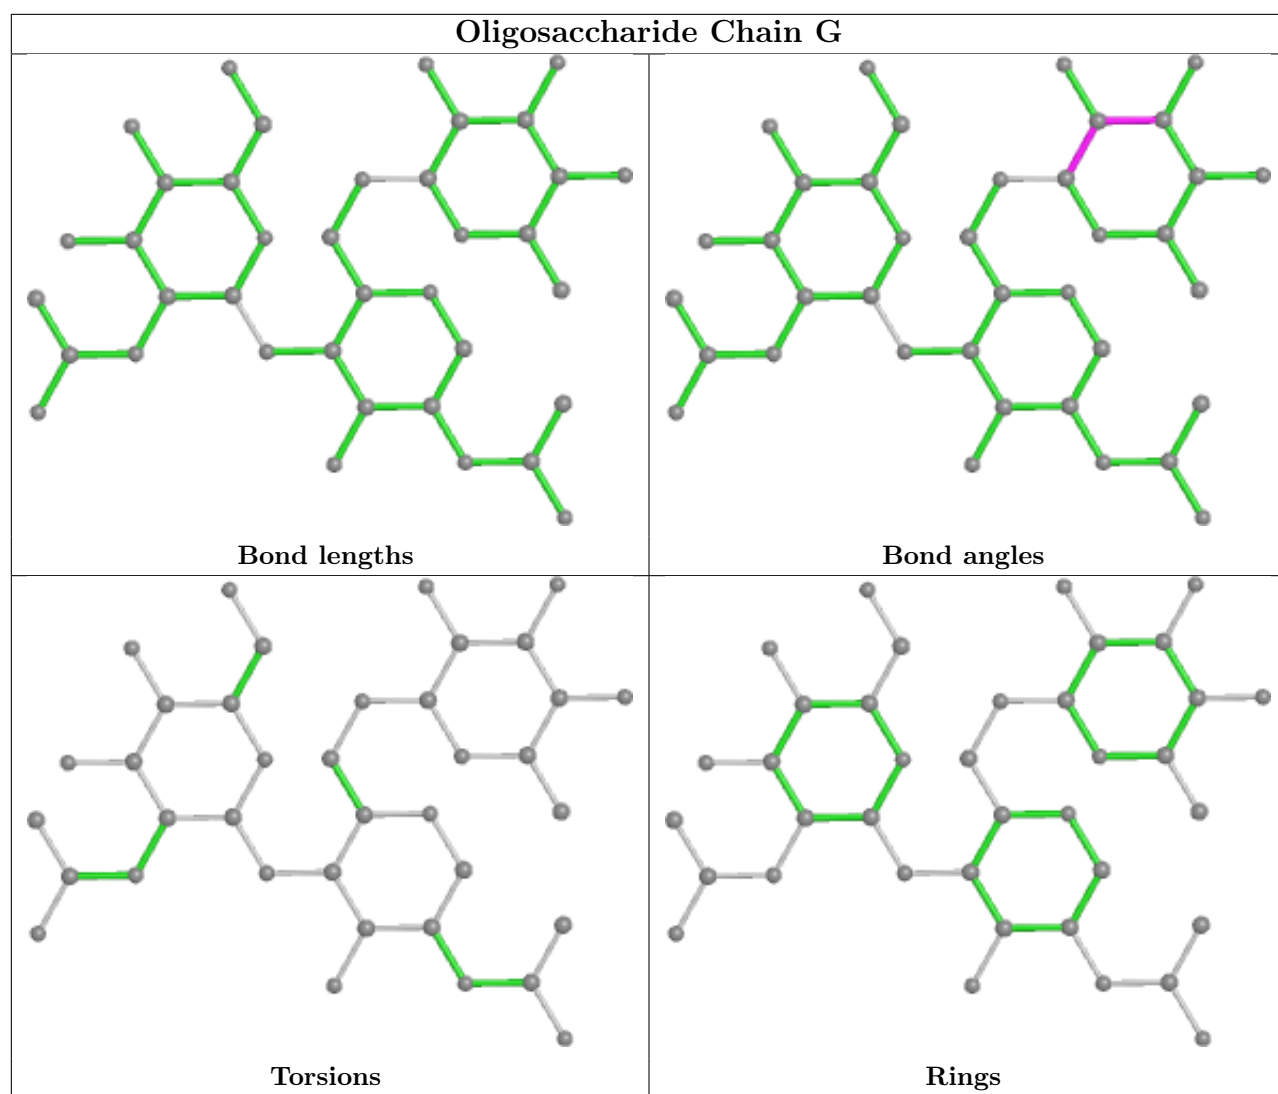 Oligosaccharide Chain G
Bond lengths
Bond angles
Torsions
Rings